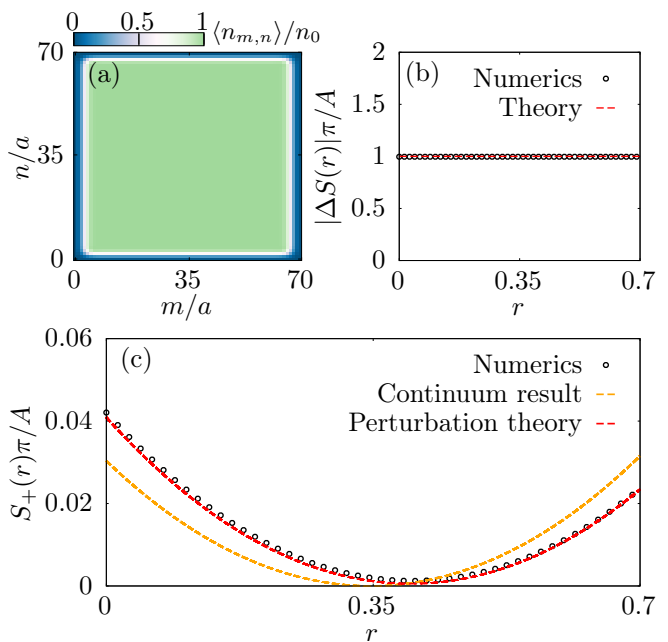 0 0.5 1 ⟨n_{m,n}⟩/n_0
(a)
70
35
0
n/a
0 35 70
m/a
(b)
Numerics
Theory
2
1.5
1
0.5
0
|ΔS(r)|π/A
0 0.35 0.7
r
(c)
Numerics
Continuum result
Perturbation theory
0.06
0.04
0.02
0
S_+(r)π/A
0 0.35 0.7
r